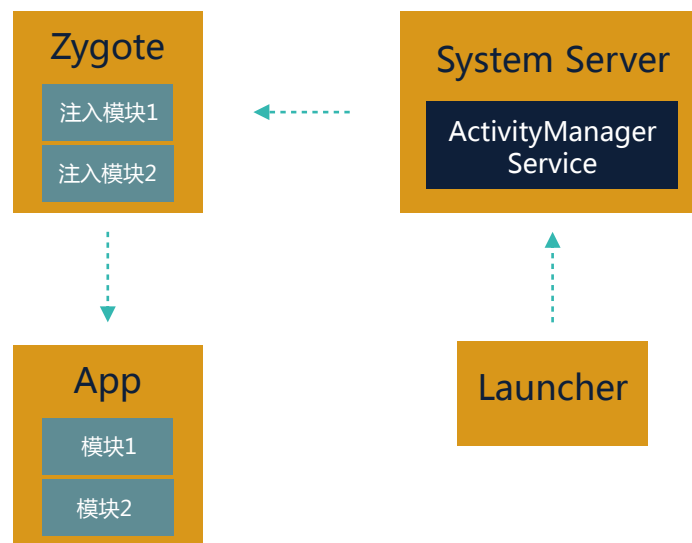 Zygote
注入模块1
注入模块2
System Server
ActivityManager
Service
App
模块1
模块2
Launcher